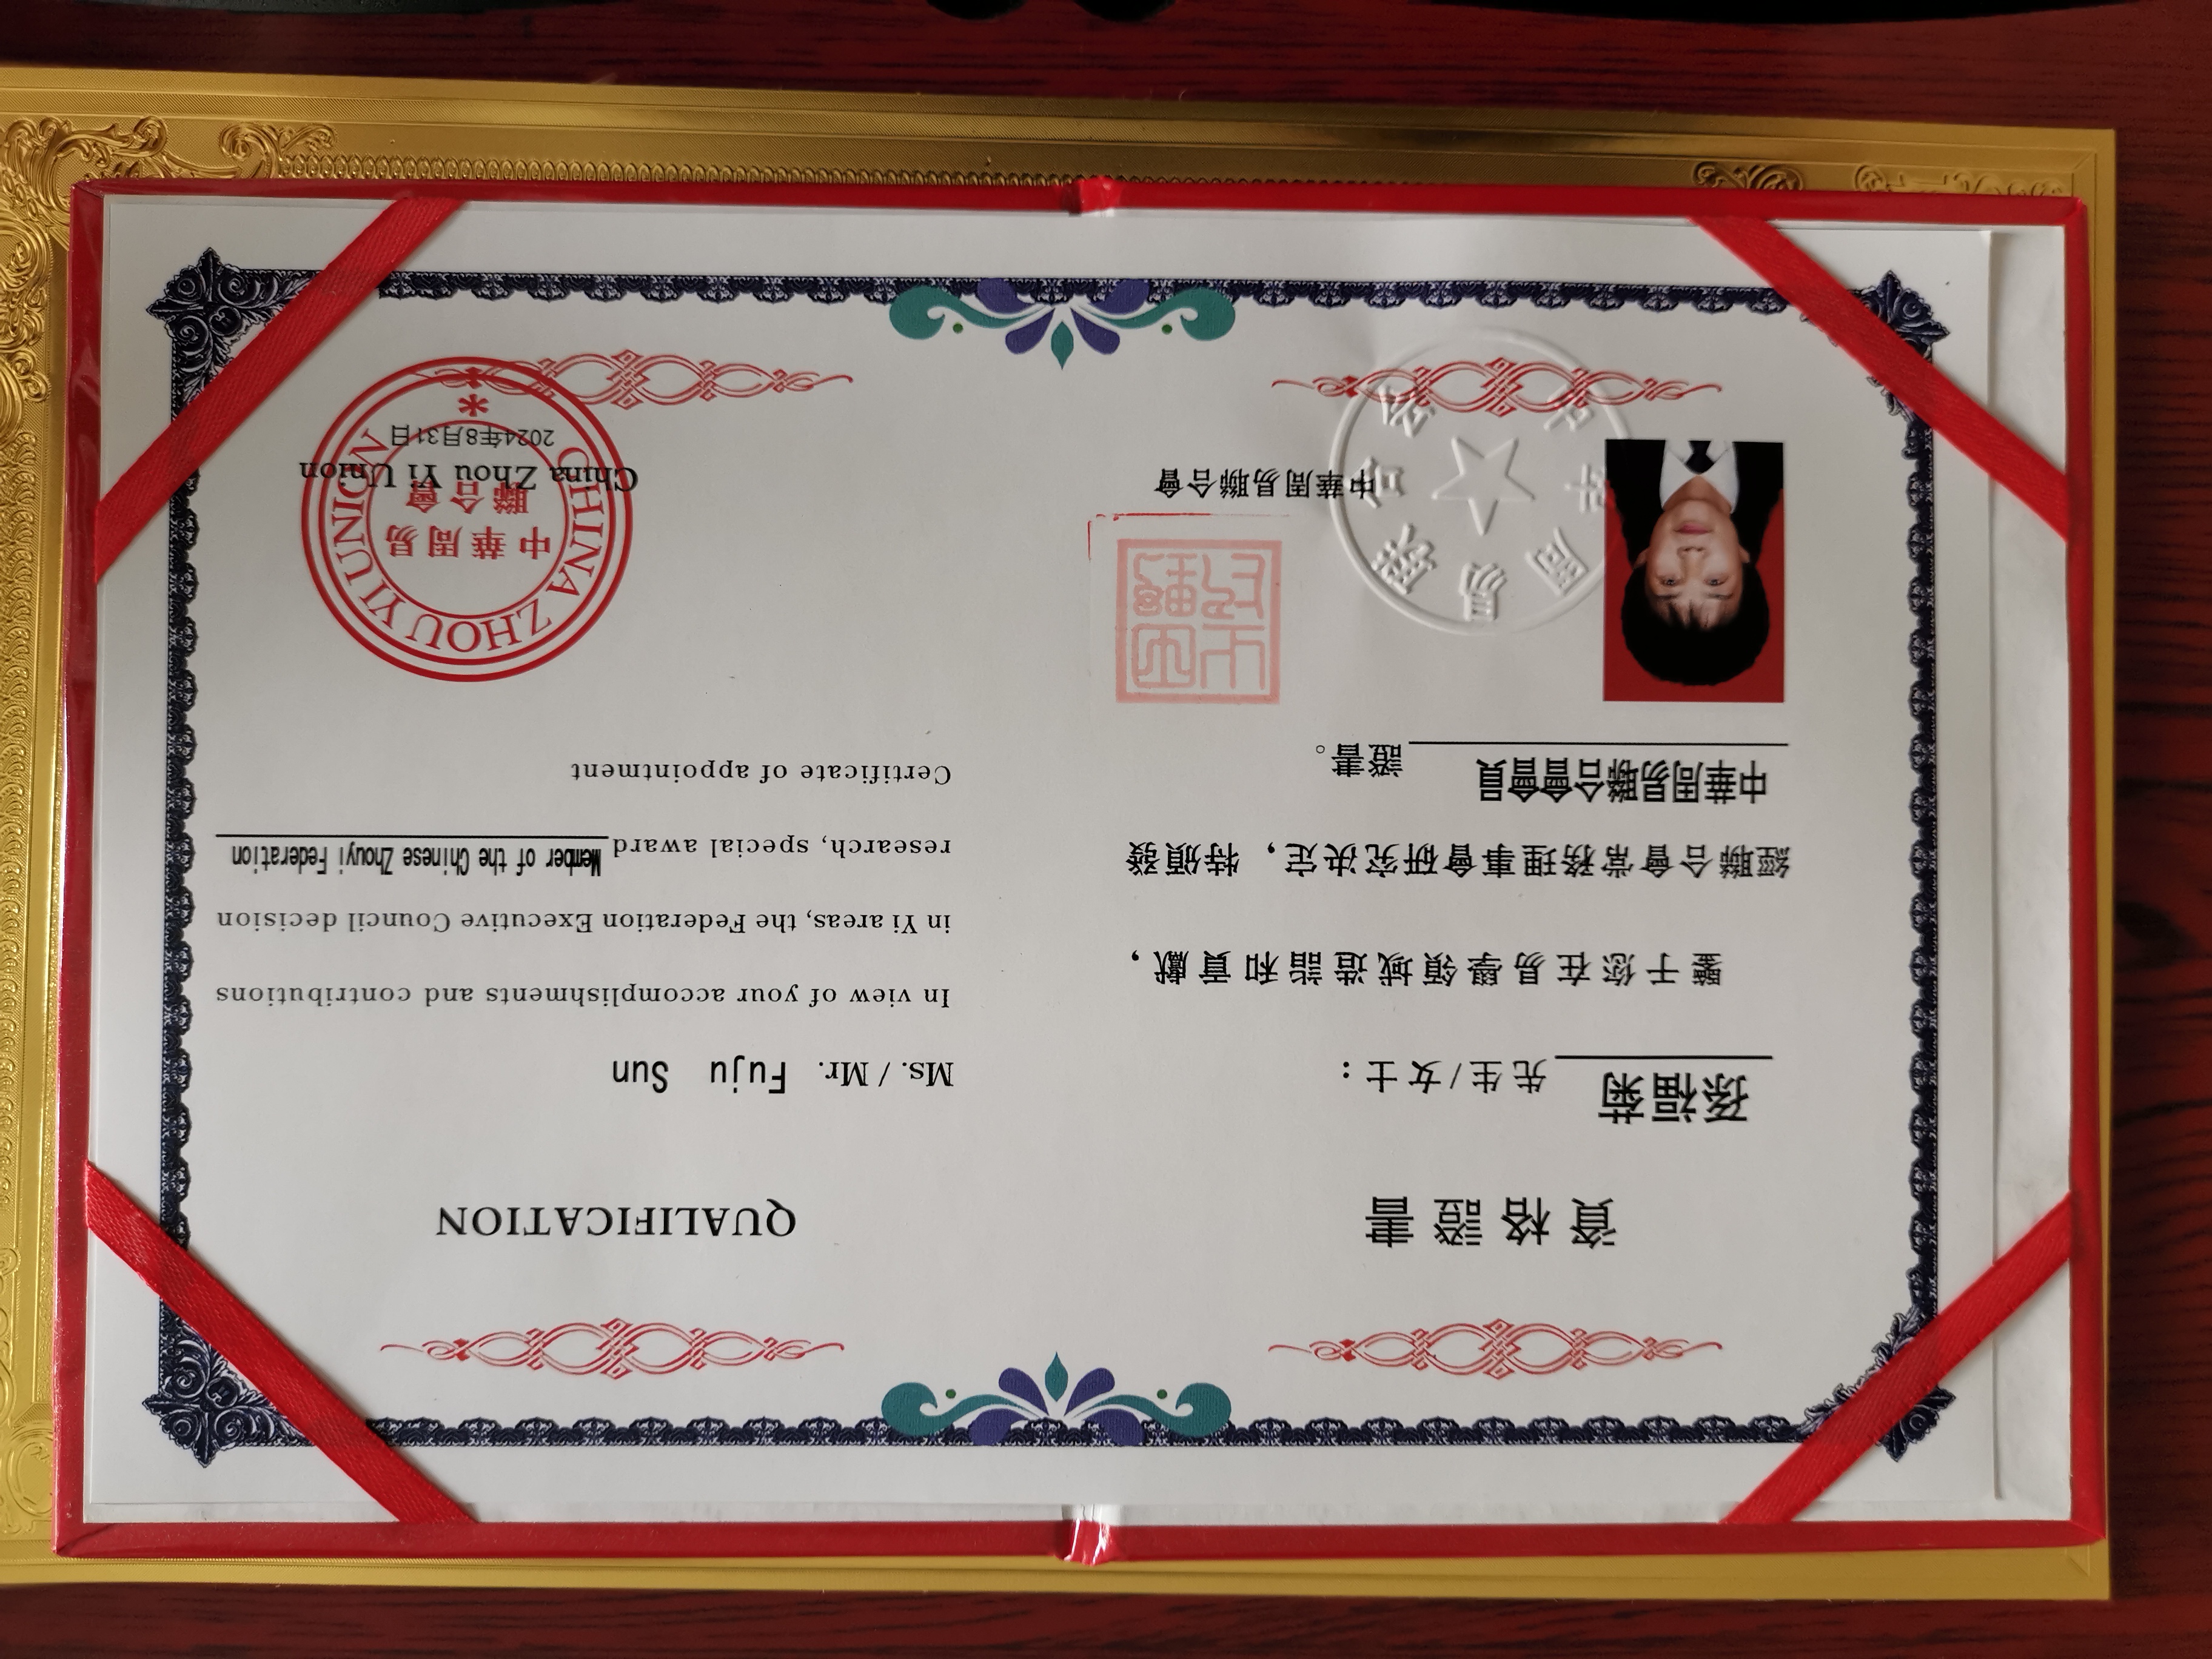 資格證書
孫福菊 先生/女士：
鑒于您在易學領域造詣和貢獻，
經聯合會常務理事會研究决定，特頒發
中華周易聯合會會員 證書。
中華周易聯合會
周易聯合會
QUALIFICATION
Ms. / Mr. Fuju Sun
In view of your accomplishments and contributions
in Yi areas, the Federation Executive Council decision
research, special award Member of the Chinese Zhouyi Federation
Certificate of appointment
CHINA ZHOU YI UNION
中華周易
聯合會
China Zhou Yi Union
2024年8月31日